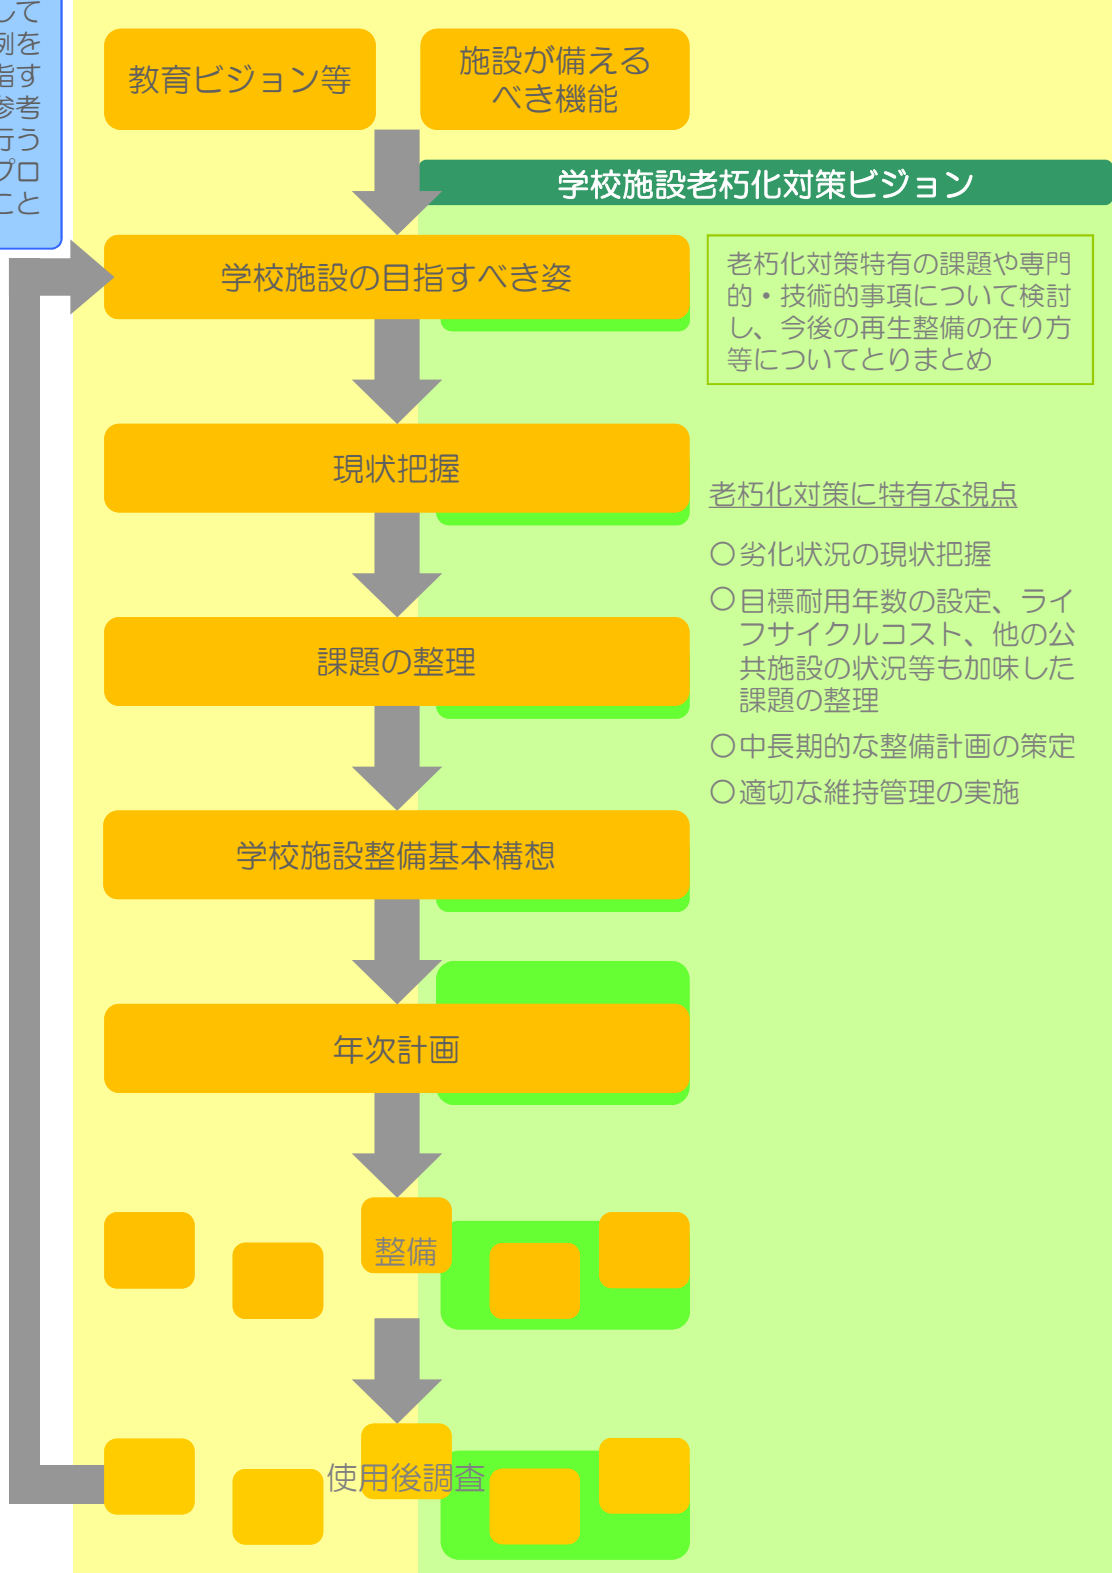 して
例を
指す
参考
行う
プロ
こと
教育ビジョン等
施設が備える
べき機能
学校施設老朽化対策ビジョン
学校施設の目指すべき姿
老朽化対策特有の課題や専門
的・技術的事項について検討
し、今後の再生整備の在り方
等についてとりまとめ
現状把握
老朽化対策に特有な視点
○劣化状況の現状把握
○目標耐用年数の設定、ライ
フサイクルコスト、他の公
共施設の状況等も加味した
課題の整理
○中長期的な整備計画の策定
○適切な維持管理の実施
課題の整理
学校施設整備基本構想
年次計画
整備
使用後調査